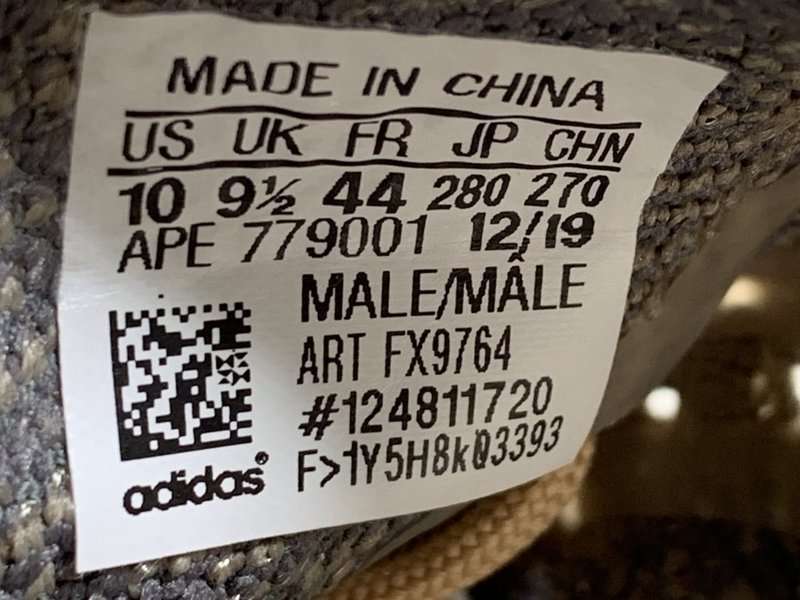 MADE IN CHINA
US UK FR JP CHN
10 9½ 44 280 270
APE 779001 12/19
MALE/MÂLE
ART FX9764
#124811720
F>1Y5H8k03393
adidas®